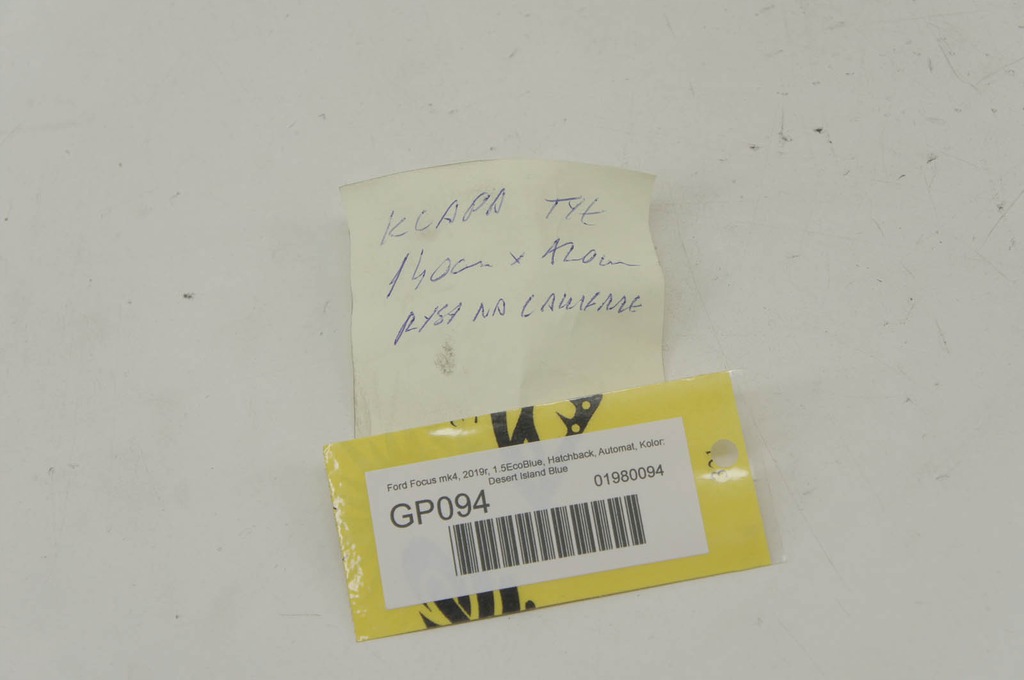 KLAPA TYŁ
140cm x 120cm
RYSY NA LAKIERZE
Ford Focus mk4, 2019r, 1.5EcoBlue, Hatchback, Automat, Kolor:
Desert Island Blue
GP094 01980094